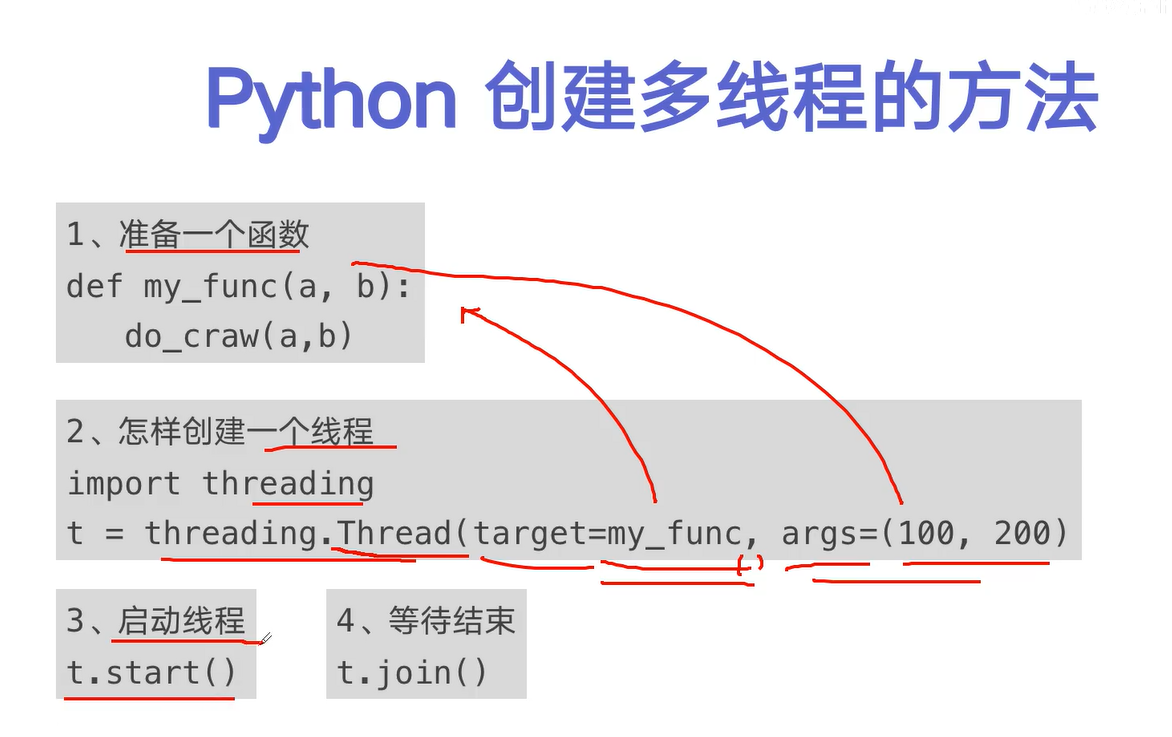 Python 创建多线程的方法
1、准备一个函数
def my_func(a, b):
do_craw(a,b)
2、怎样创建一个线程
import threading
t = threading.Thread(target=my_func, args=(100, 200)
3、启动线程
t.start()
4、等待结束
t.join()